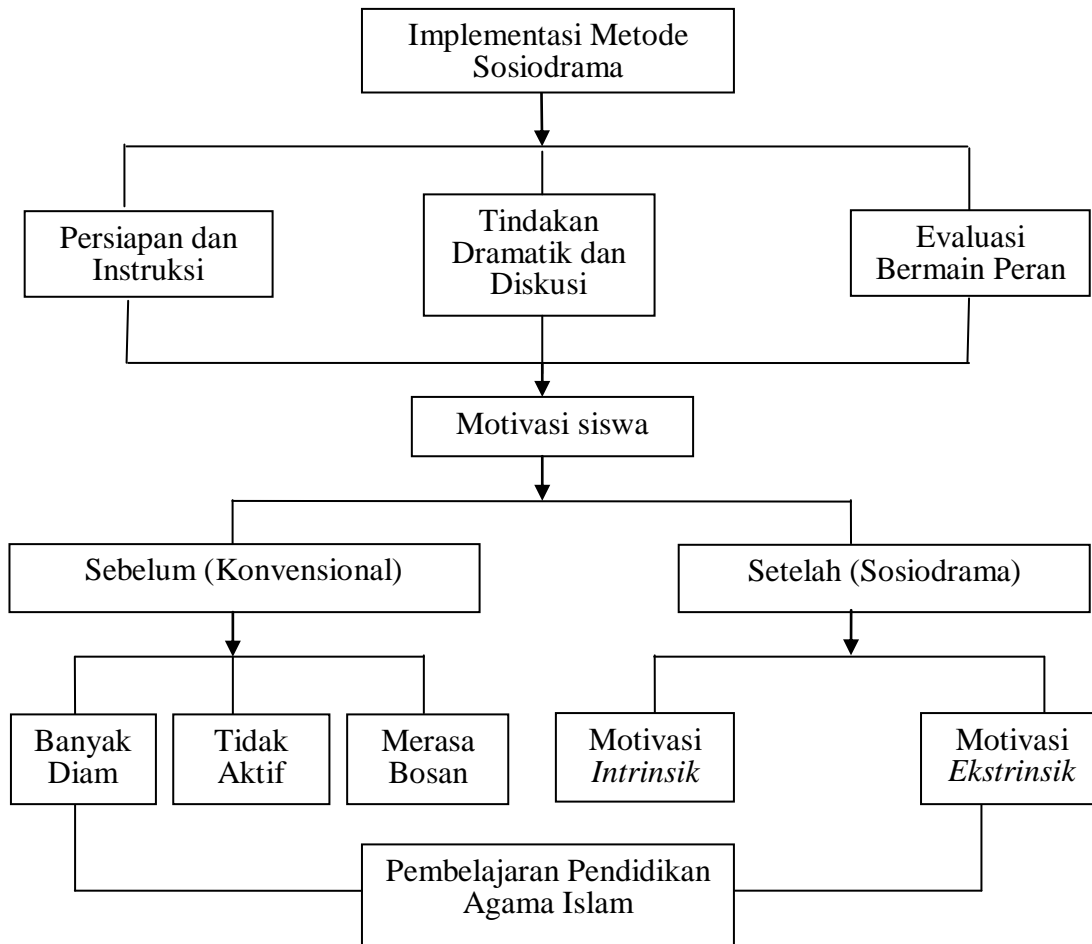 Implementasi Metode
Sosiodrama
Persiapan dan
Instruksi
Tindakan
Dramatik dan
Diskusi
Evaluasi
Bermain Peran
Motivasi siswa
Sebelum (Konvensional)
Setelah (Sosiodrama)
Banyak
Diam
Tidak
Aktif
Merasa
Bosan
Motivasi
Intrinsik
Motivasi
Ekstrinsik
Pembelajaran Pendidikan
Agama Islam